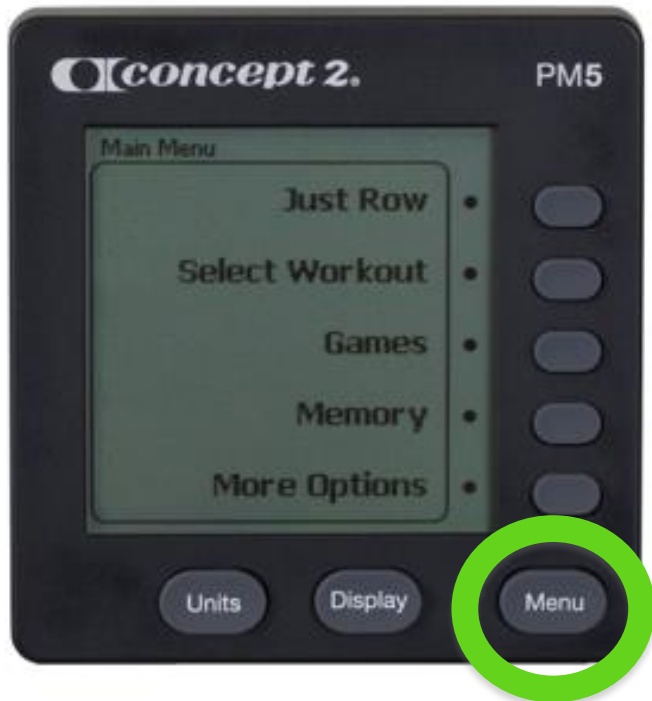 concept 2.
PM5
Main Menu
Just Row
Select Workout
Games
Memory
More Options
Units
Display
Menu